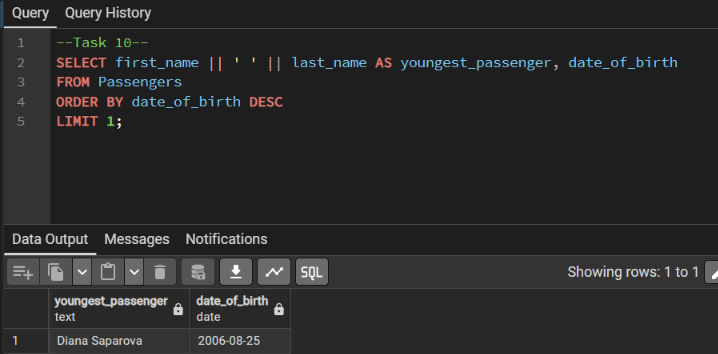 Query Query History
1 --Task 10--
2 SELECT first_name || ' ' || last_name AS youngest_passenger, date_of_birth
3 FROM Passengers
4 ORDER BY date_of_birth DESC
5 LIMIT 1;
Data Output Messages Notifications
SQL Showing rows: 1 to 1
youngest_passenger date_of_birth
text date
1 Diana Saparova 2006-08-25